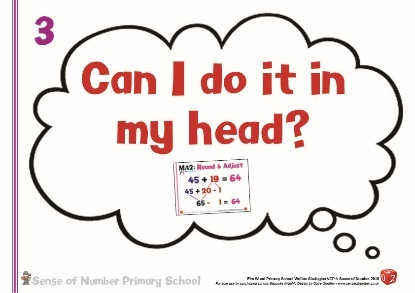 3
Can I do it in
my head?
MA2: Round & Adjust
45 + 19 = 64
45 + 20 - 1
65 - 1 = 64
Sense of Number Primary School